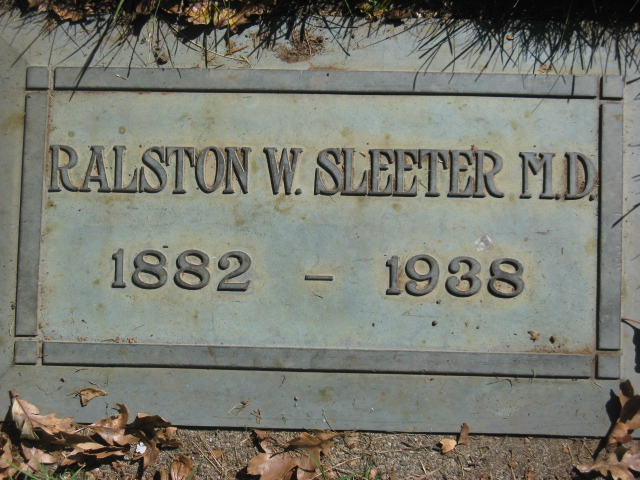 RALSTON W. SLEETER M.D.
1882 – 1938